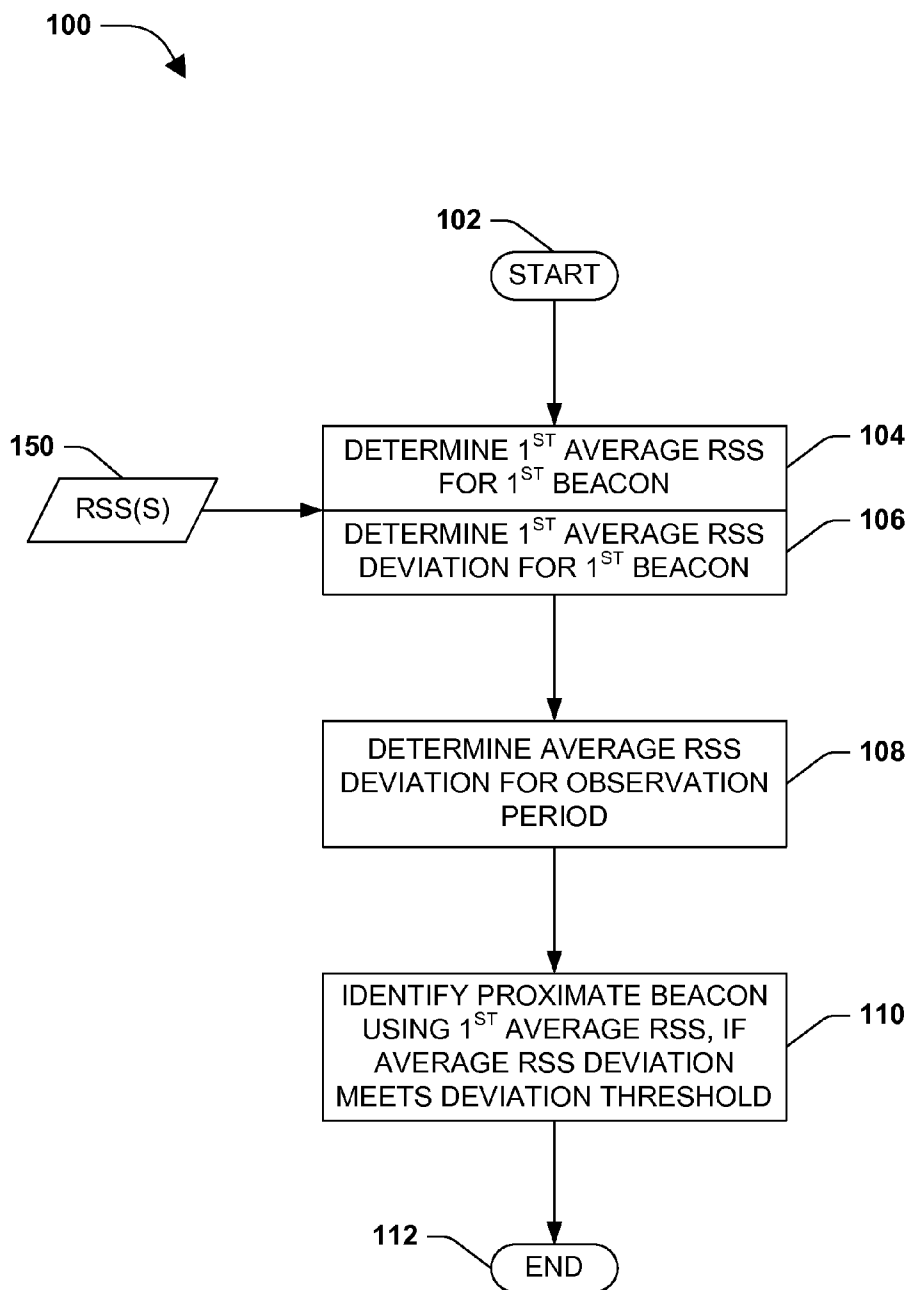 100
102
START
150
RSS(S)
DETERMINE 1ST AVERAGE RSS
FOR 1ST BEACON
104
DETERMINE 1ST AVERAGE RSS
DEVIATION FOR 1ST BEACON
106
DETERMINE AVERAGE RSS
DEVIATION FOR OBSERVATION
PERIOD
108
IDENTIFY PROXIMATE BEACON
USING 1ST AVERAGE RSS, IF
AVERAGE RSS DEVIATION
MEETS DEVIATION THRESHOLD
110
112
END